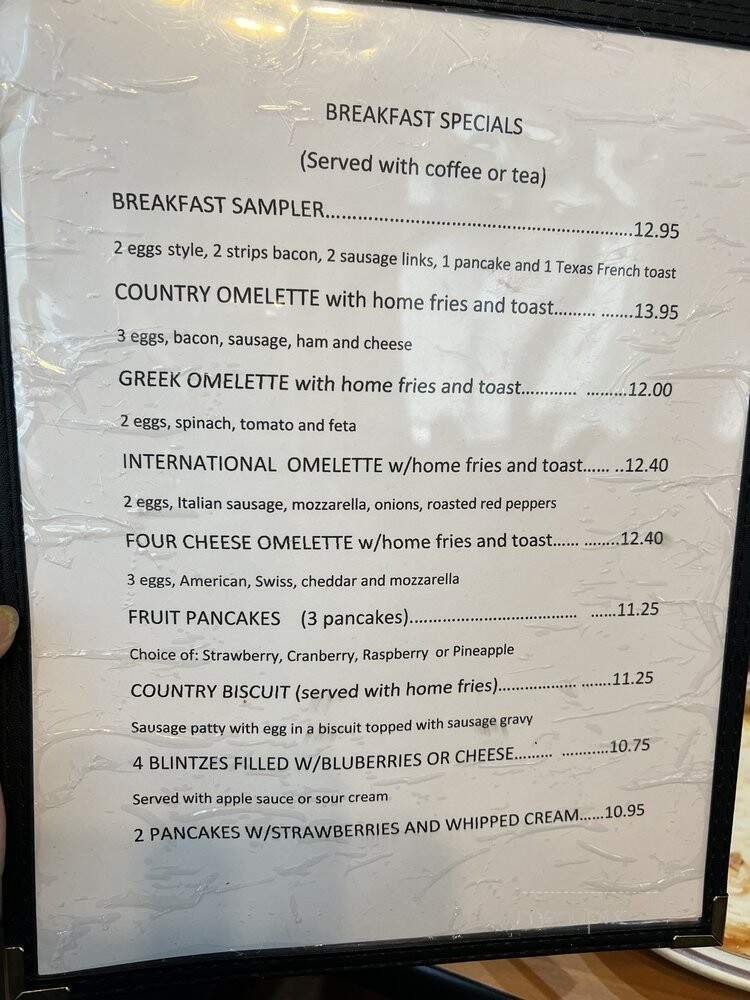 BREAKFAST SPECIALS
(Served with coffee or tea)
BREAKFAST SAMPLER..........................................................12.95
2 eggs style, 2 strips bacon, 2 sausage links, 1 pancake and 1 Texas French toast
COUNTRY OMELETTE with home fries and toast......... .......13.95
3 eggs, bacon, sausage, ham and cheese
GREEK OMELETTE with home fries and toast............ .........12.00
2 eggs, spinach, tomato and feta
INTERNATIONAL OMELETTE w/home fries and toast...... ..12.40
2 eggs, Italian sausage, mozzarella, onions, roasted red peppers
FOUR CHEESE OMELETTE w/home fries and toast...... ........12.40
3 eggs, American, Swiss, cheddar and mozzarella
FRUIT PANCAKES (3 pancakes).................................. ......11.25
Choice of: Strawberry, Cranberry, Raspberry or Pineapple
COUNTRY BISCUIT (served with home fries)................. .......11.25
Sausage patty with egg in a biscuit topped with sausage gravy
4 BLINTZES FILLED W/BLUBERRIES OR CHEESE......... ...........10.75
Served with apple sauce or sour cream
2 PANCAKES W/STRAWBERRIES AND WHIPPED CREAM......10.95